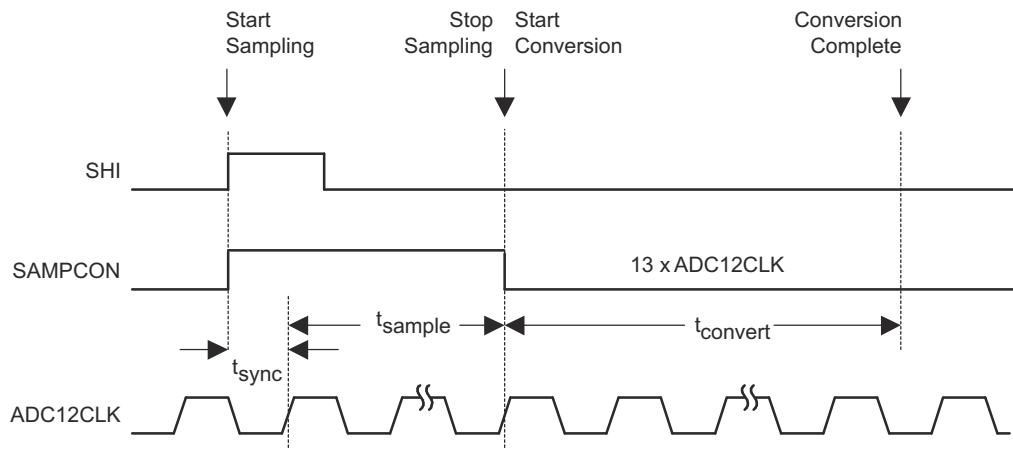 Start
Sampling
Stop
Sampling
Start
Conversion
Conversion
Complete
SHI
SAMPCON
13 x ADC12CLK
tsample
tconvert
tsync
ADC12CLK